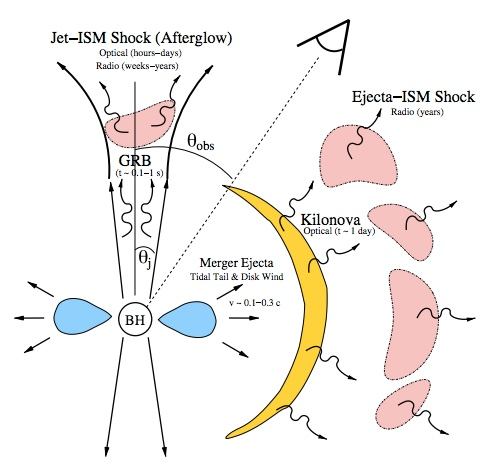 Jet–ISM Shock (Afterglow)
Optical (hours–days)
Radio (weeks–years)
Ejecta–ISM Shock
Radio (years)
θobs
GRB
(t ~ 0.1–1 s)
Kilonova
Optical (t ~ 1 day)
θj
Merger Ejecta
Tidal Tail & Disk Wind
v ~ 0.1–0.3 c
BH